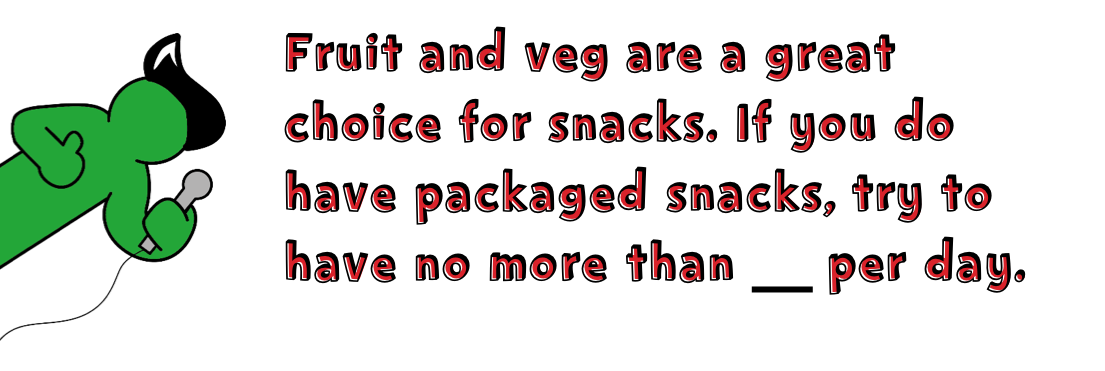 Fruit and veg are a great
choice for snacks. If you do
have packaged snacks, try to
have no more than __ per day.